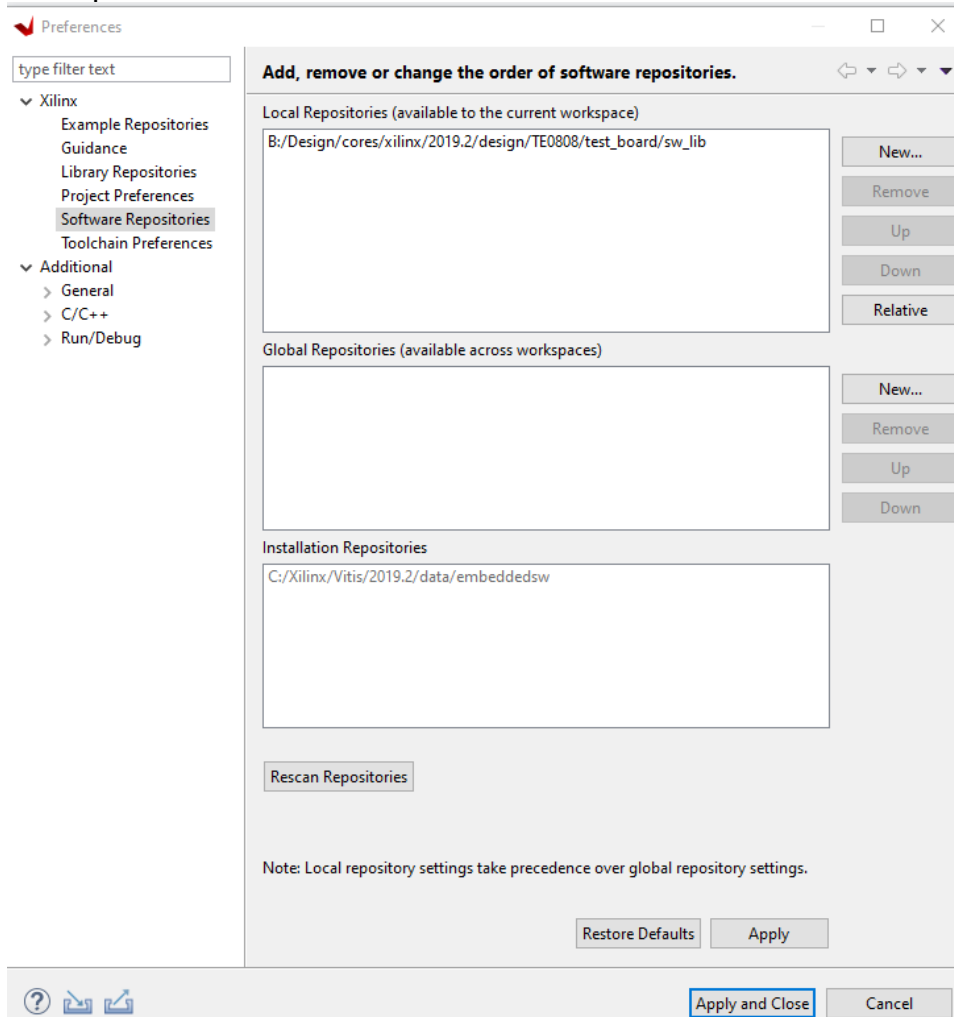 Preferences
type filter text
Xilinx
Example Repositories
Guidance
Library Repositories
Project Preferences
Software Repositories
Toolchain Preferences
Additional
General
C/C++
Run/Debug
Add, remove or change the order of software repositories.
Local Repositories (available to the current workspace)
B:/Design/cores/xilinx/2019.2/design/TE0808/test_board/sw_lib
New...
Remove
Up
Down
Relative
Global Repositories (available across workspaces)
New...
Remove
Up
Down
Installation Repositories
C:/Xilinx/Vitis/2019.2/data/embeddedsw
Rescan Repositories
Note: Local repository settings take precedence over global repository settings.
Restore Defaults
Apply
Apply and Close
Cancel